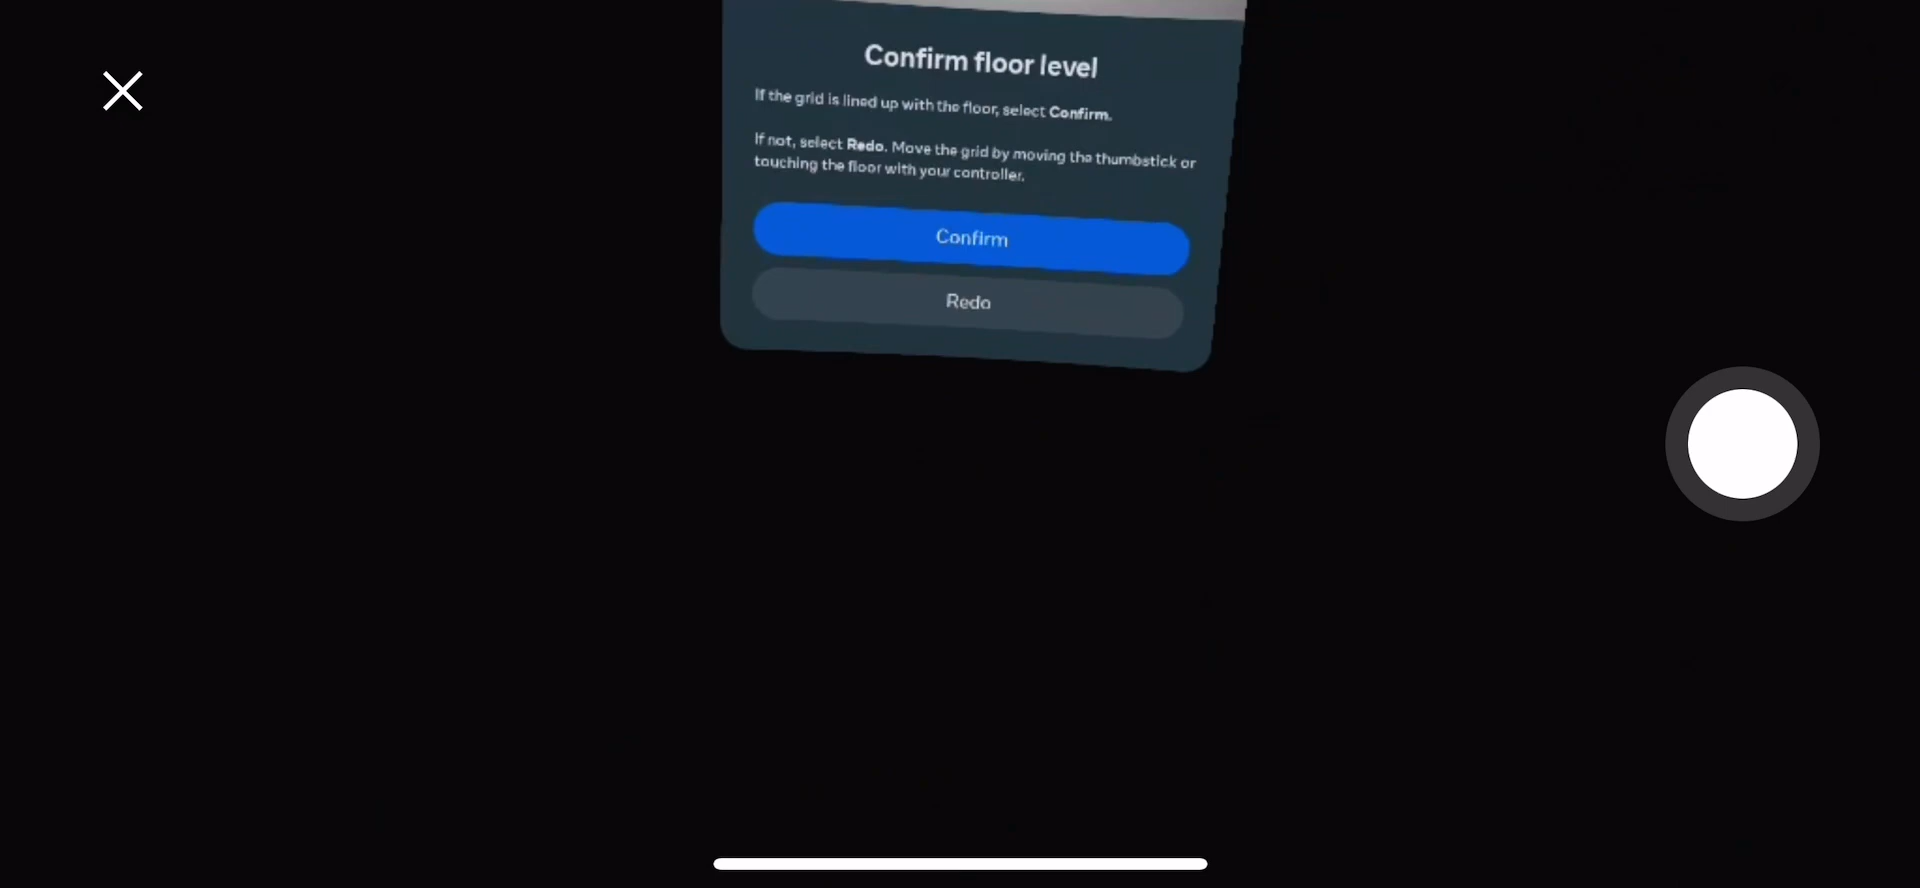 Confirm floor level
If the grid is lined up with the floor, select Confirm.
If not, select Redo. Move the grid by moving the thumbstick or
touching the floor with your controller.
Confirm
Redo